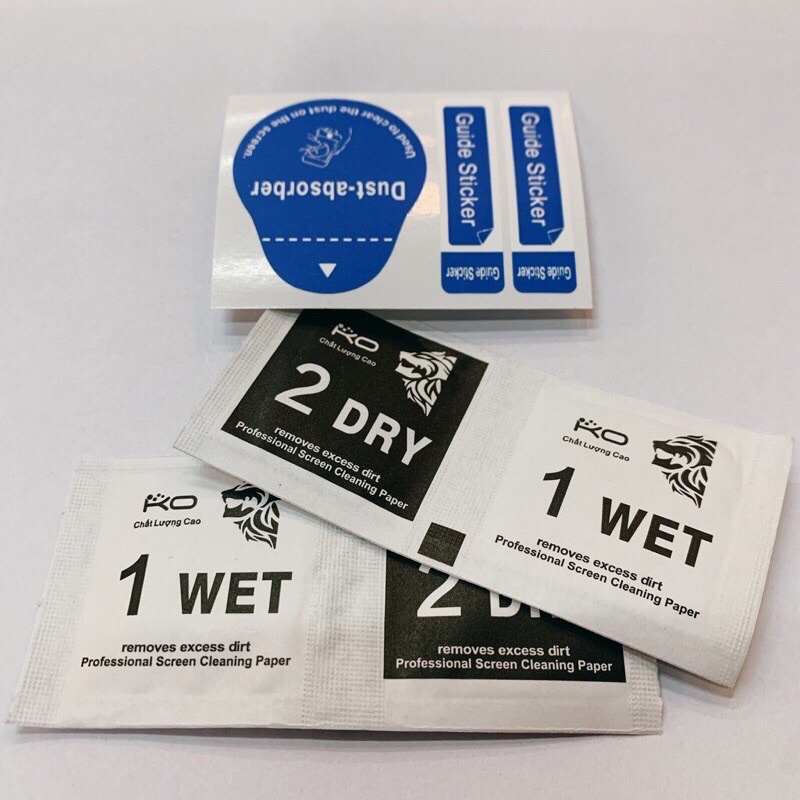 Used to clear the dust on the screen.
Dust-absorber
Guide Sticker
Guide Sticker
Guide Sticker
Guide Sticker
KO
Chất Lượng Cao
2 DRY
removes excess dirt
Professional Screen Cleaning Paper
KO
Chất Lượng Cao
1 WET
removes excess dirt
Professional Screen Cleaning Paper
KO
Chất Lượng Cao
1 WET
removes excess dirt
Professional Screen Cleaning Paper
2
removes excess dirt
Professional Screen Cleaning Paper